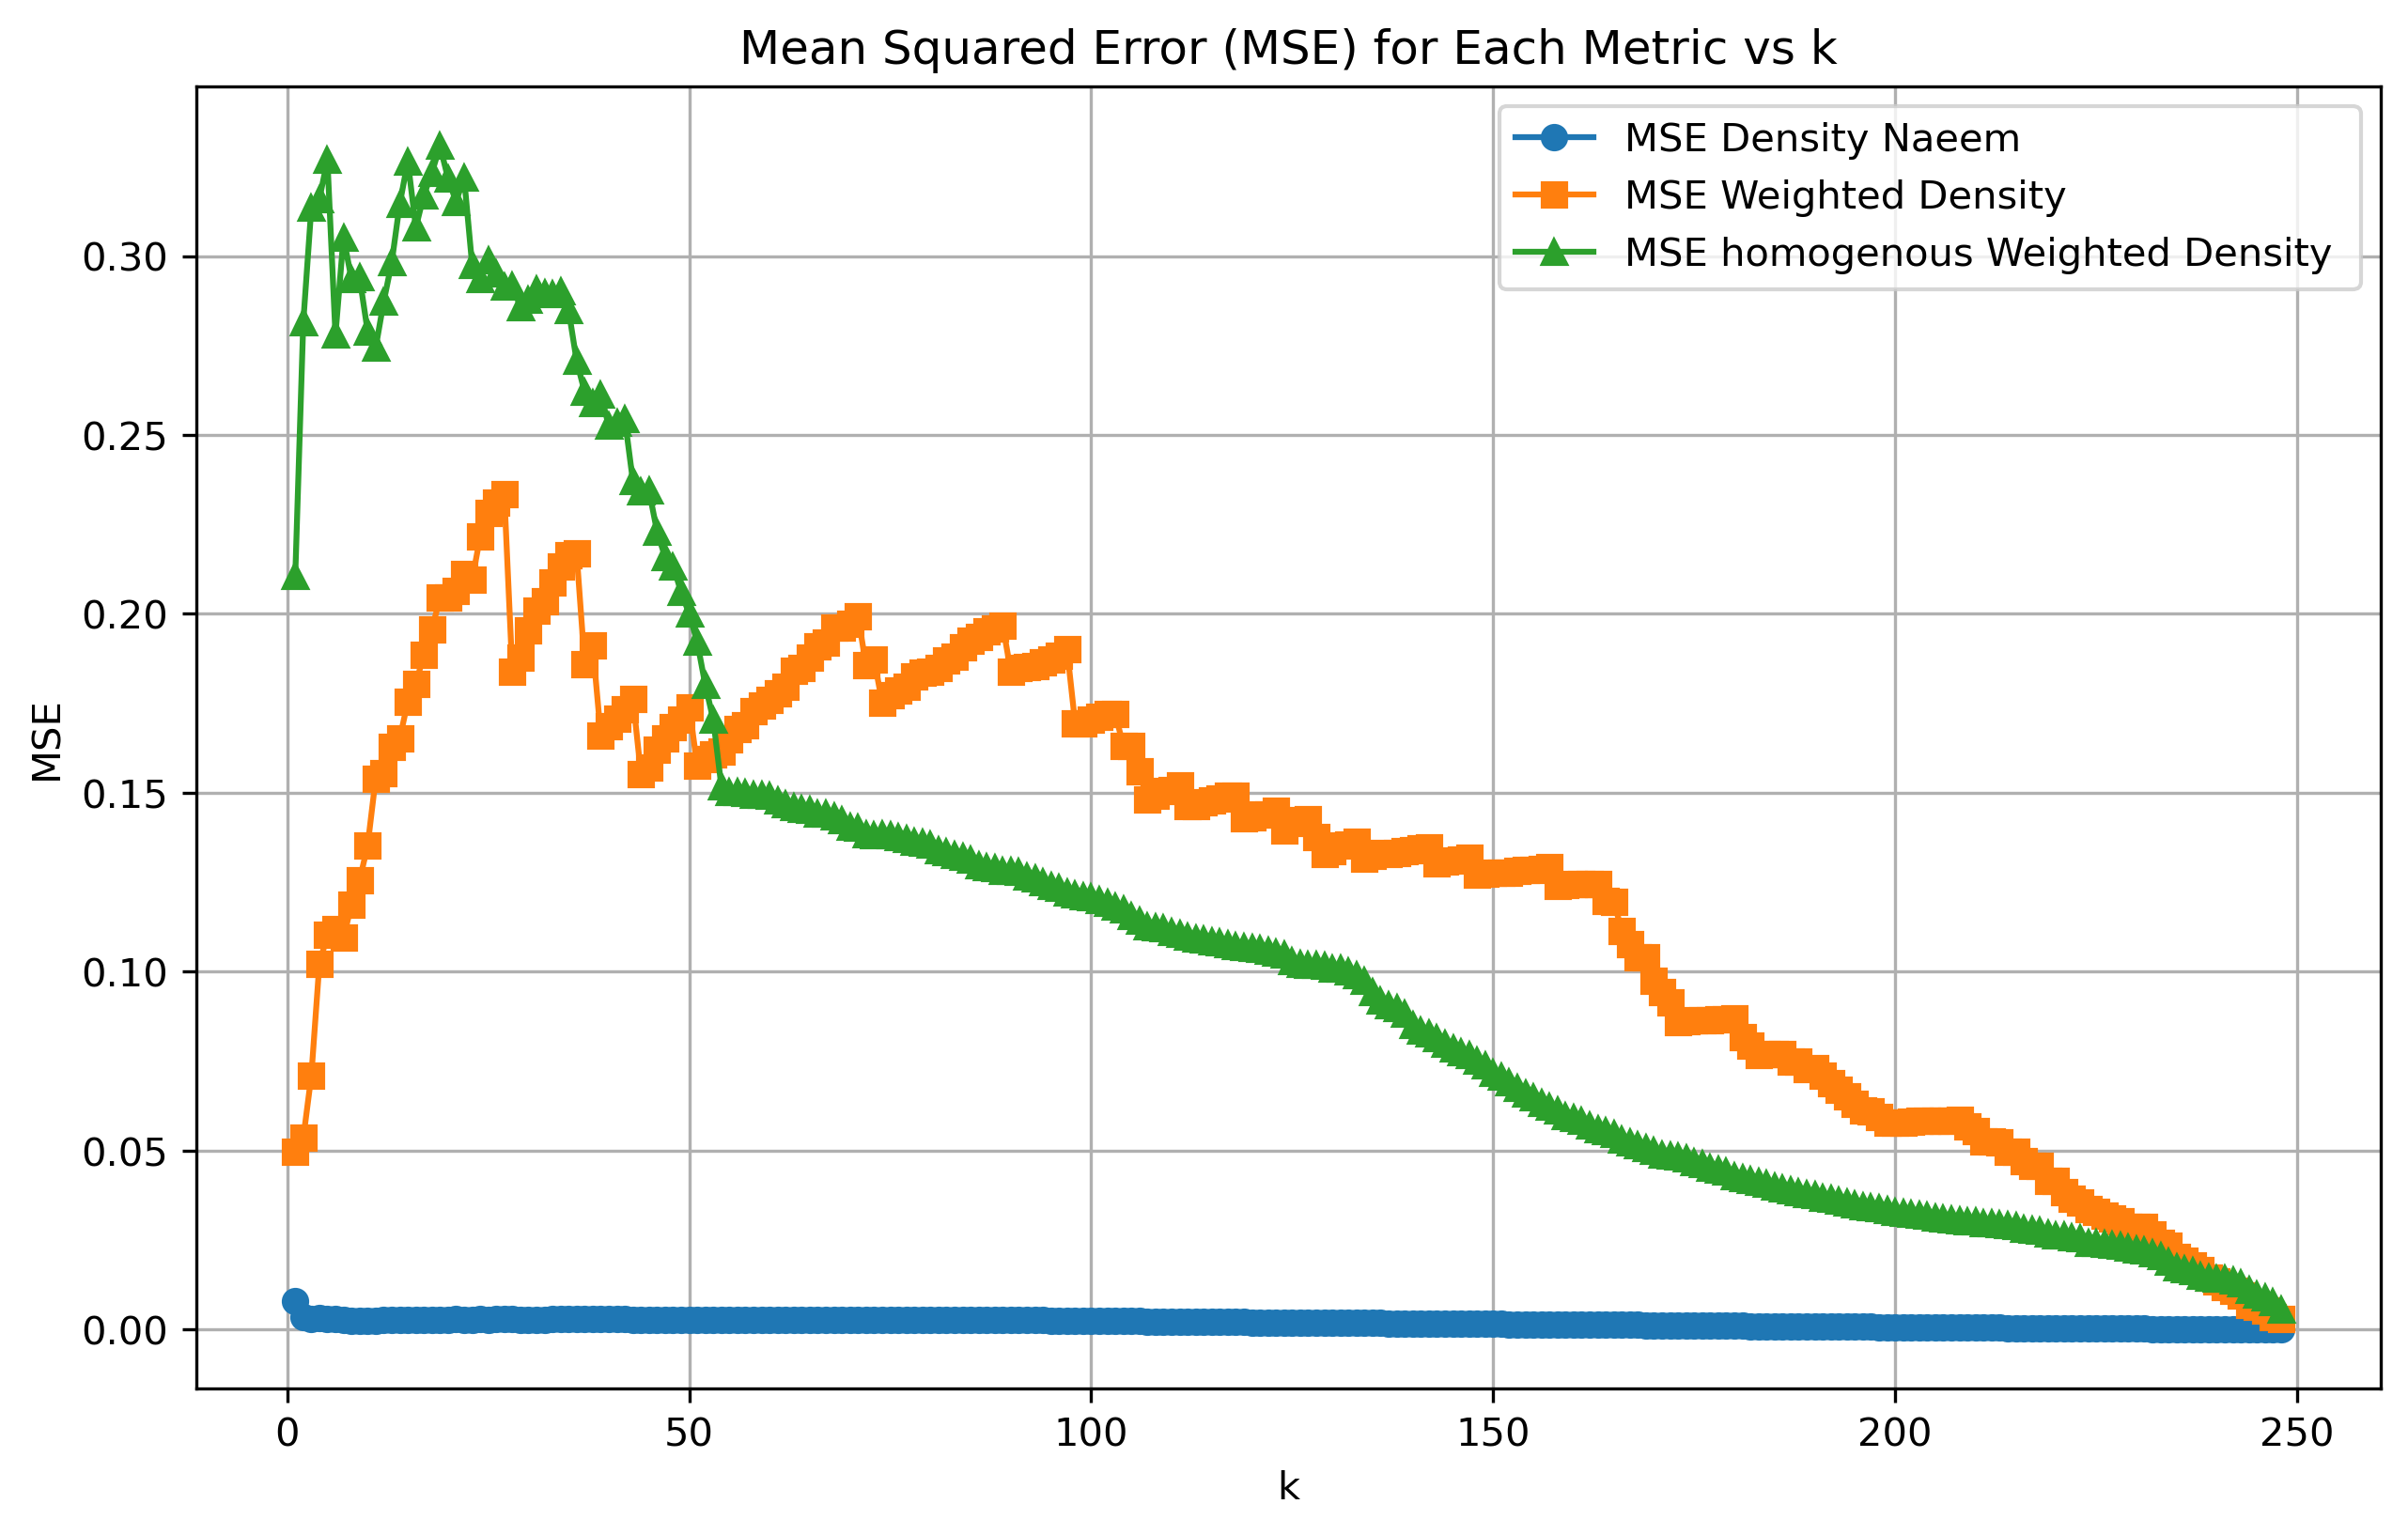 Mean Squared Error (MSE) for Each Metric vs k
MSE Density Naeem
MSE Weighted Density
MSE homogenous Weighted Density
MSE
0.30
0.25
0.20
0.15
0.10
0.05
0.00
0 50 100 150 200 250
k